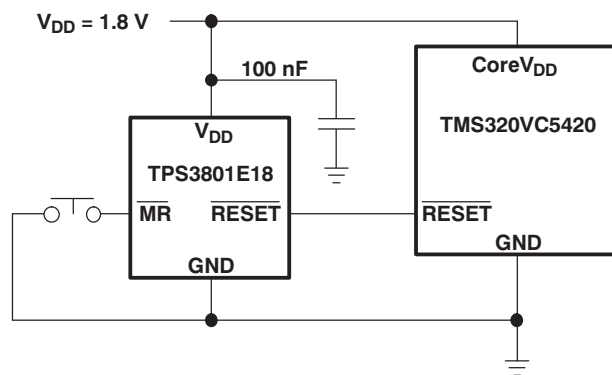 VDD = 1.8 V
100 nF
CoreVDD
TMS320VC5420
VDD
TPS3801E18
MR RESET
RESET
GND
GND